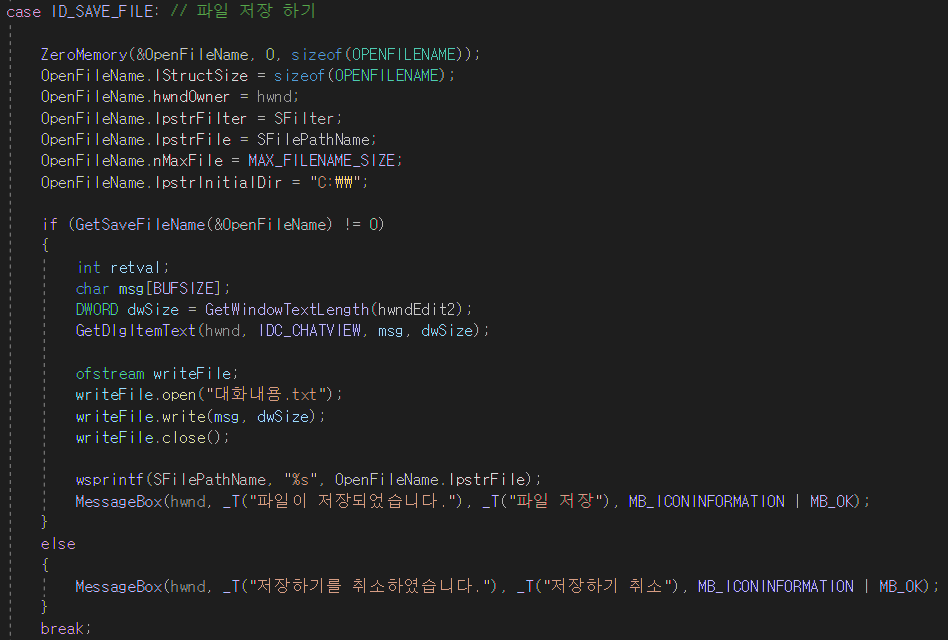 case ID_SAVE_FILE: // 파일 저장 하기
ZeroMemory(&OpenFileName, 0, sizeof(OPENFILENAME));
OpenFileName.lStructSize = sizeof(OPENFILENAME);
OpenFileName.hwndOwner = hwnd;
OpenFileName.lpstrFilter = SFilter;
OpenFileName.lpstrFile = SFilePathName;
OpenFileName.nMaxFile = MAX_FILENAME_SIZE;
OpenFileName.lpstrInitialDir = "C:₩₩";
if (GetSaveFileName(&OpenFileName) != 0)
{
int retval;
char msg[BUFSIZE];
DWORD dwSize = GetWindowTextLength(hwndEdit2);
GetDlgItemText(hwnd, IDC_CHATVIEW, msg, dwSize);
ofstream writeFile;
writeFile.open("대화내용.txt");
writeFile.write(msg, dwSize);
writeFile.close();
wsprintf(SFilePathName, "%s", OpenFileName.lpstrFile);
MessageBox(hwnd, _T("파일이 저장되었습니다."), _T("파일 저장"), MB_ICONINFORMATION | MB_OK);
}
else
{
MessageBox(hwnd, _T("저장하기를 취소하였습니다."), _T("저장하기 취소"), MB_ICONINFORMATION | MB_OK);
}
break;